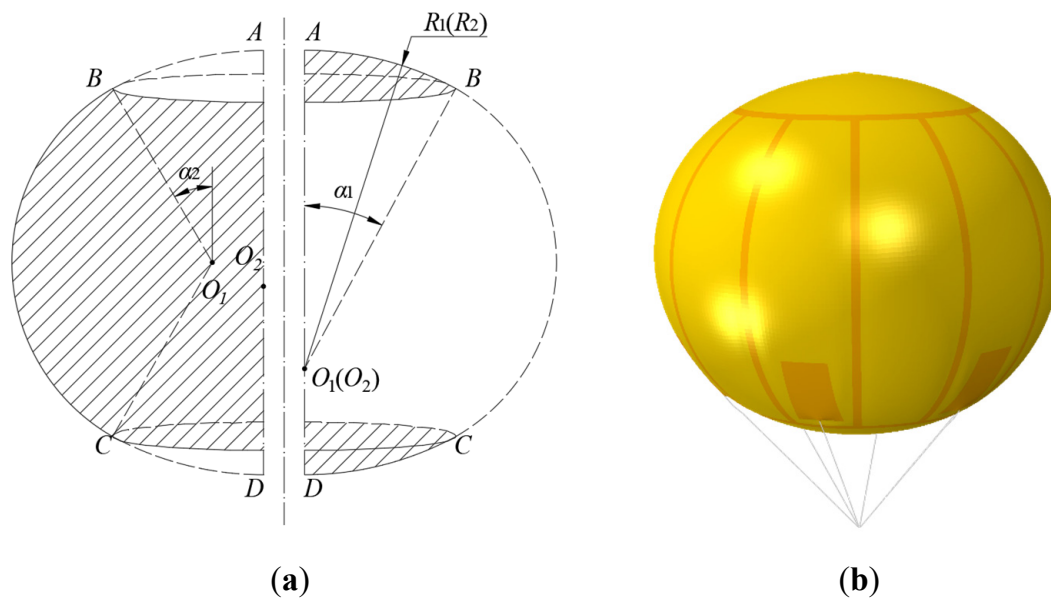 A A R1(R2)
B B
α2 α1
O2
O1
O1(O2)
C C
D D
(a) (b)